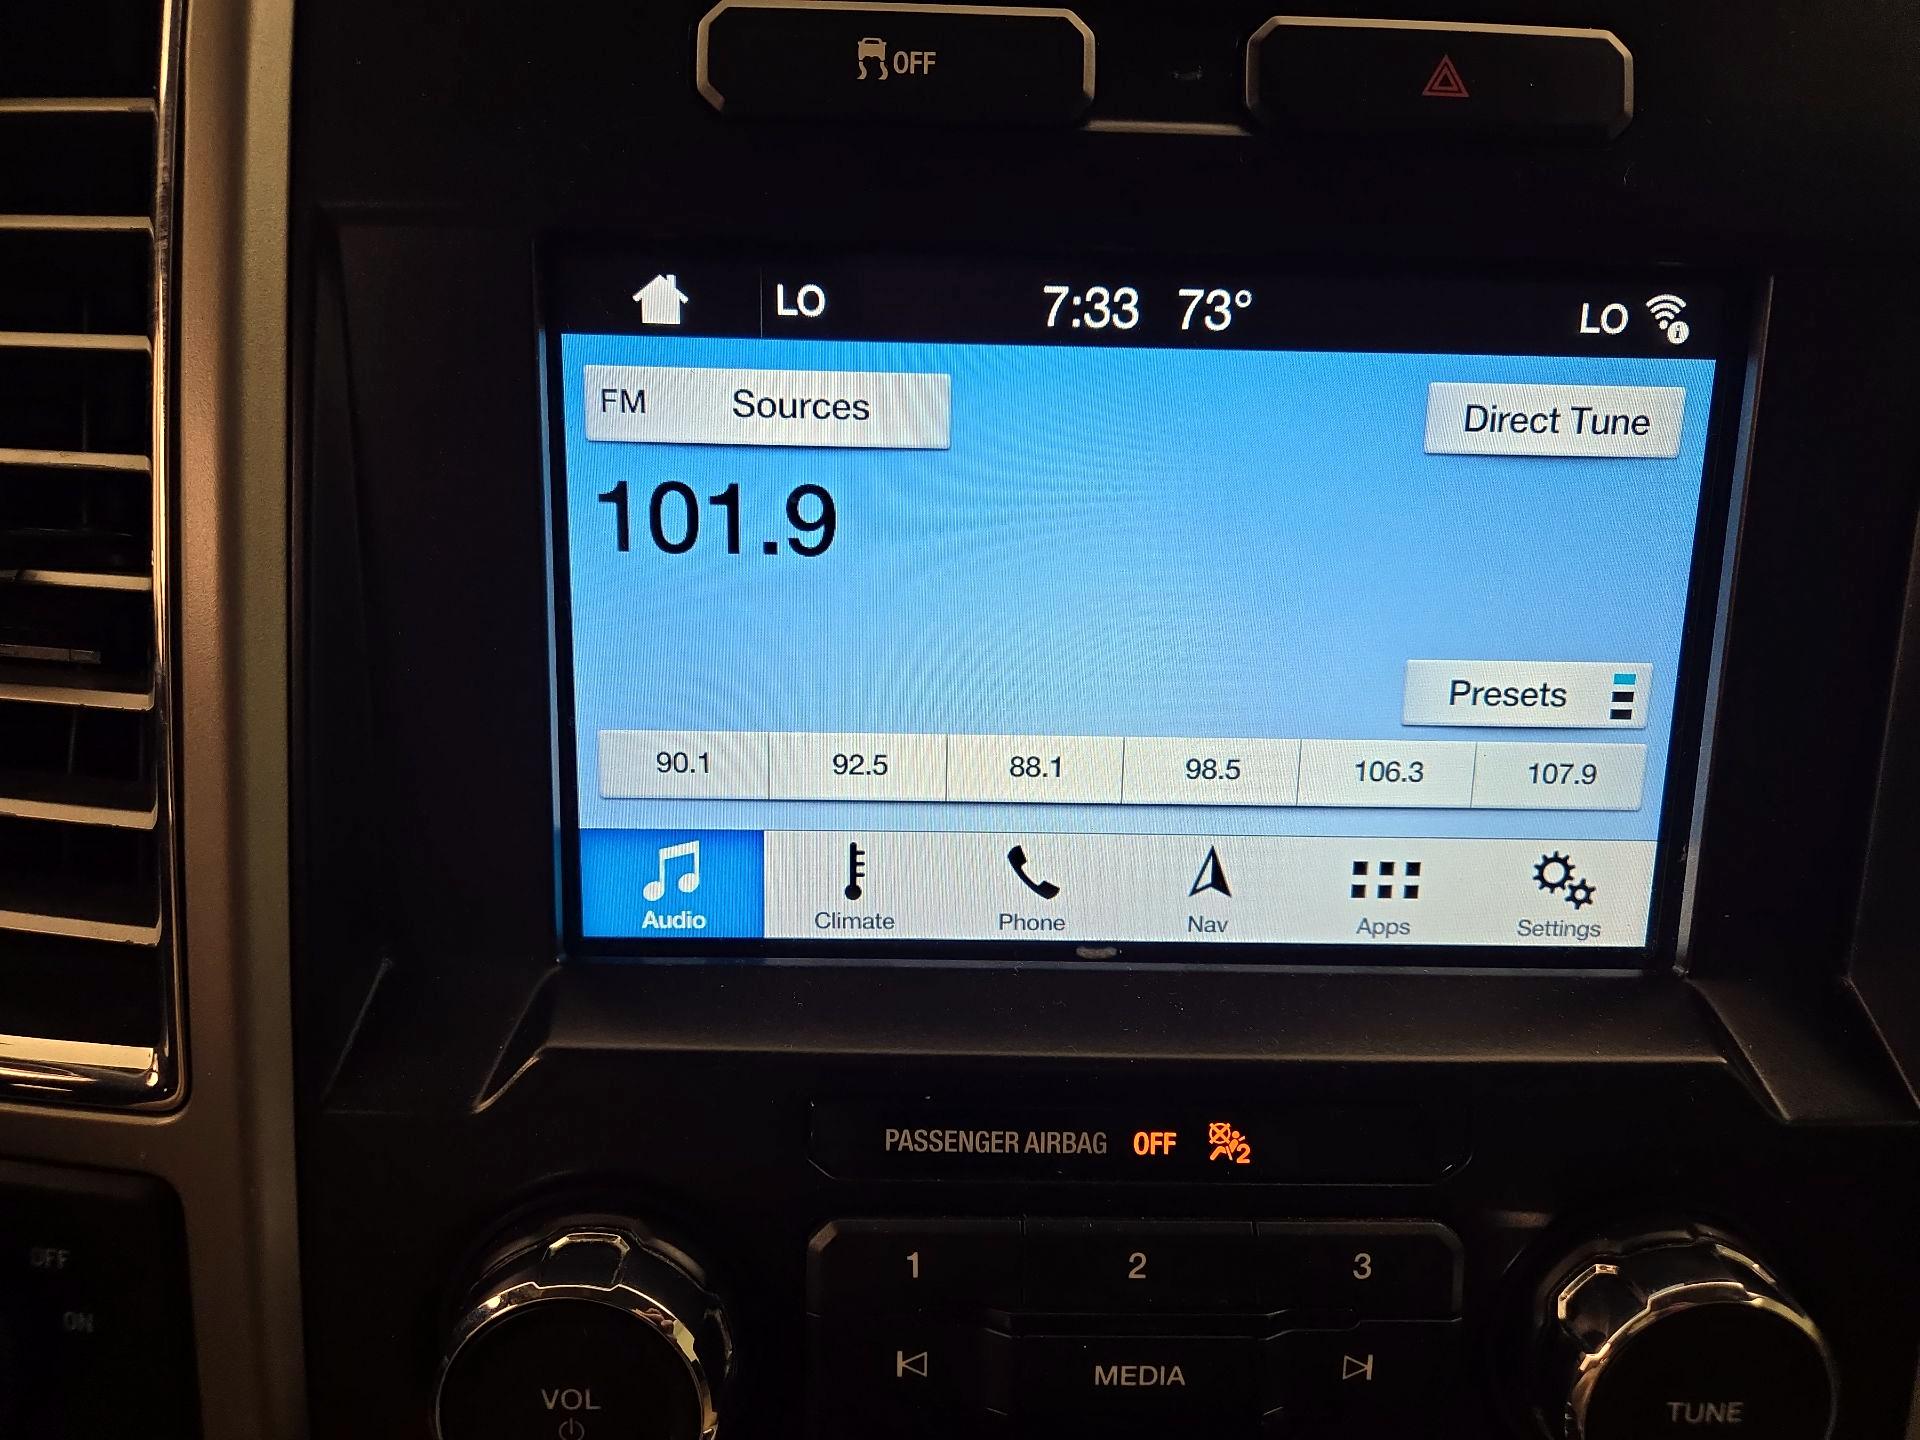 OFF
LO 7:33 73° LO
FM Sources Direct Tune
101.9
Presets
90.1 92.5 88.1 98.5 106.3 107.9
Audio Climate Phone Nav Apps Settings
PASSENGER AIRBAG OFF 2
OFF
ON
1 2 3
MEDIA
VOL
TUNE